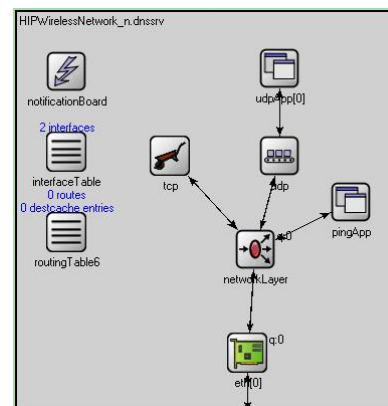 HIPWirelessNetwork_n.dnssrv
notificationBoard
udpApp[0]
2 interfaces
interfaceTable
tcp
udp
0 routes
0 destcache entries
routingTable6
q:0
networkLayer
pingApp
q:0
eth[0]